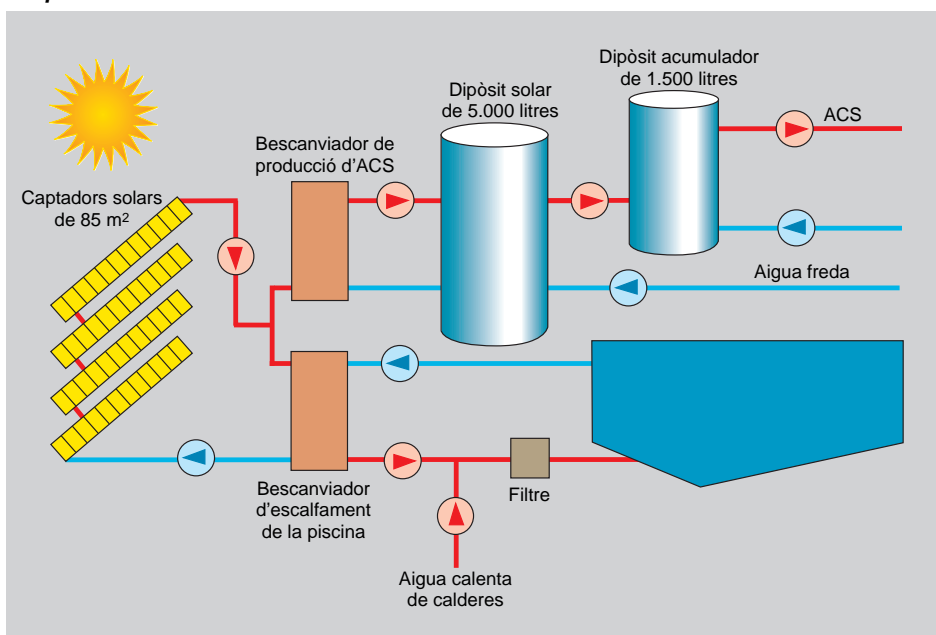 Dipòsit acumulador
de 1.500 litres
Dipòsit solar
de 5.000 litres
ACS
Bescanviador de
producció d'ACS
Captadors solars
de 85 m²
Aigua freda
Filtre
Bescanviador
d'escalfament
de la piscina
Aigua calenta
de calderes